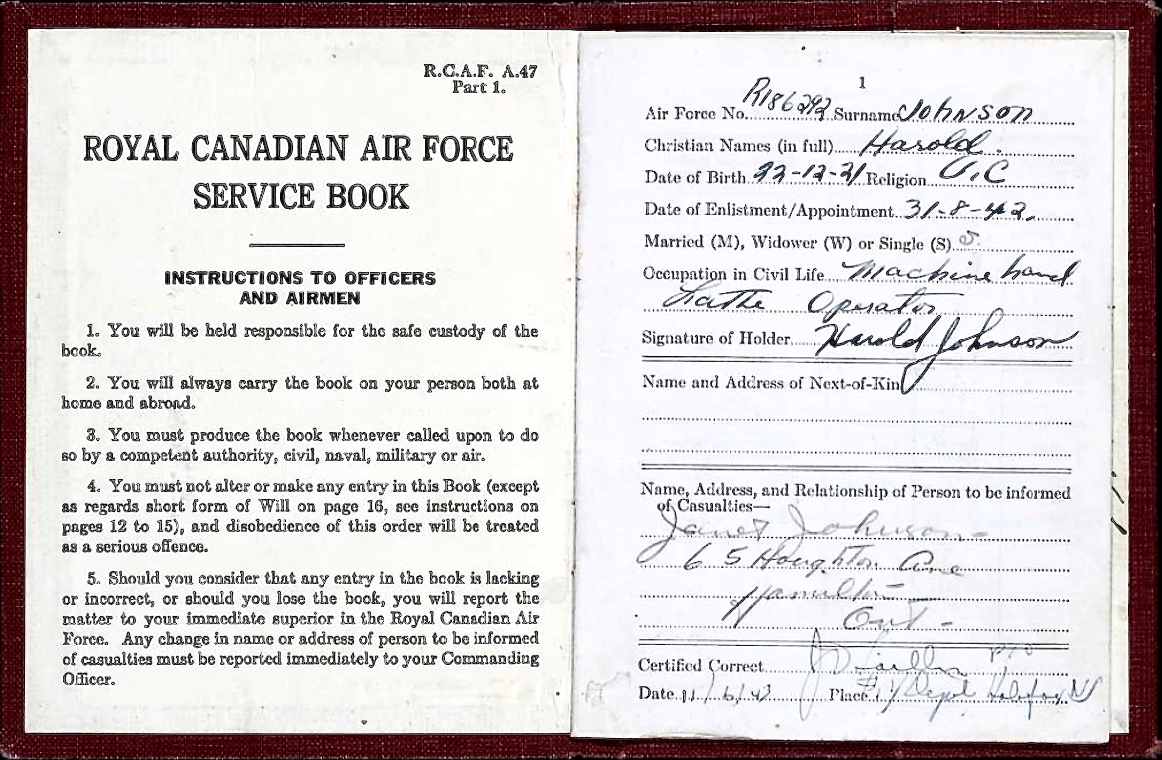 R.C.A.F. A.47
Part 1.
ROYAL CANADIAN AIR FORCE
SERVICE BOOK
INSTRUCTIONS TO OFFICERS
AND AIRMEN
1. You will be held responsible for the safe custody of the
book.
2. You will always carry the book on your person both at
home and abroad.
3. You must produce the book whenever called upon to do
so by a competent authority, civil, naval, military or air.
4. You must not alter or make any entry in this Book (except
as regards short form of Will on page 16, see instructions on
pages 12 to 15), and disobedience of this order will be treated
as a serious offence.
5. Should you consider that any entry in the book is lacking
or incorrect, or should you lose the book, you will report the
matter to your immediate superior in the Royal Canadian Air
Force. Any change in name or address of person to be informed
of casualties must be reported immediately to your Commanding
Officer.
1
Air Force No. R186292 Surname Johnson
Christian Names (in full) Harold.
Date of Birth 22-12-21 Religion U.C
Date of Enlistment/Appointment 31-8-42.
Married (M), Widower (W) or Single (S) S.
Occupation in Civil Life Machine hand
Lathe Operator
Signature of Holder Harold Johnson
Name and Address of Next-of-Kin
Name, Address, and Relationship of Person to be informed
of Casualties—
Janet Johnson-
65 Houghton Ave
Hamilton
Ont-
Certified Correct P/O
Date Place "Y" Depot Halifax NS